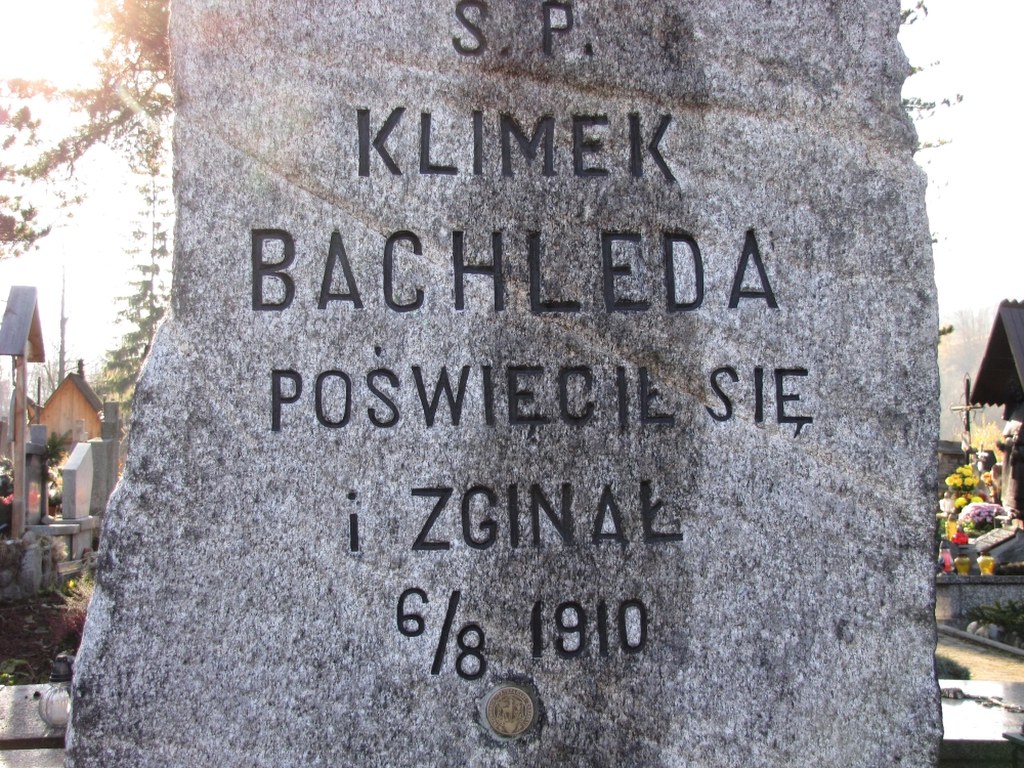 Ś. P.
KLIMEK
BACHLEDA
POŚWIĘCIŁ SIĘ
i ZGINAŁ
6/8 1910